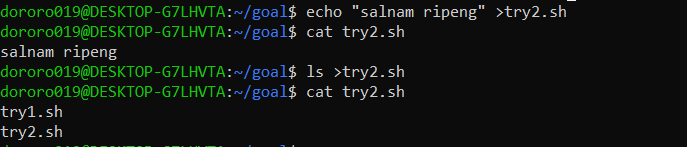 dororo019@DESKTOP-G7LHVTA:~/goal$ echo "salnam ripeng" >try2.sh
dororo019@DESKTOP-G7LHVTA:~/goal$ cat try2.sh
salnam ripeng
dororo019@DESKTOP-G7LHVTA:~/goal$ ls >try2.sh
dororo019@DESKTOP-G7LHVTA:~/goal$ cat try2.sh
try1.sh
try2.sh